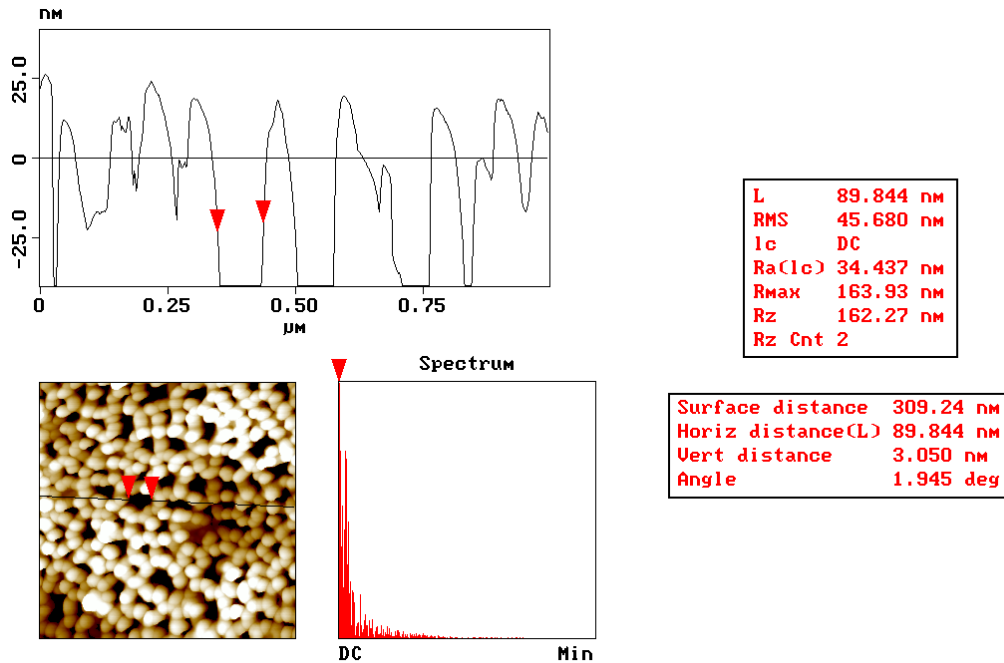 nm
25.0
0
-25.0
0 0.25 0.50 0.75
µm
L 89.844 nm
RMS 45.680 nm
lc DC
Ra(lc) 34.437 nm
Rmax 163.93 nm
Rz 162.27 nm
Rz Cnt 2
Spectrum
DC Min
Surface distance 309.24 nm
Horiz distance(L) 89.844 nm
Vert distance 3.050 nm
Angle 1.945 deg